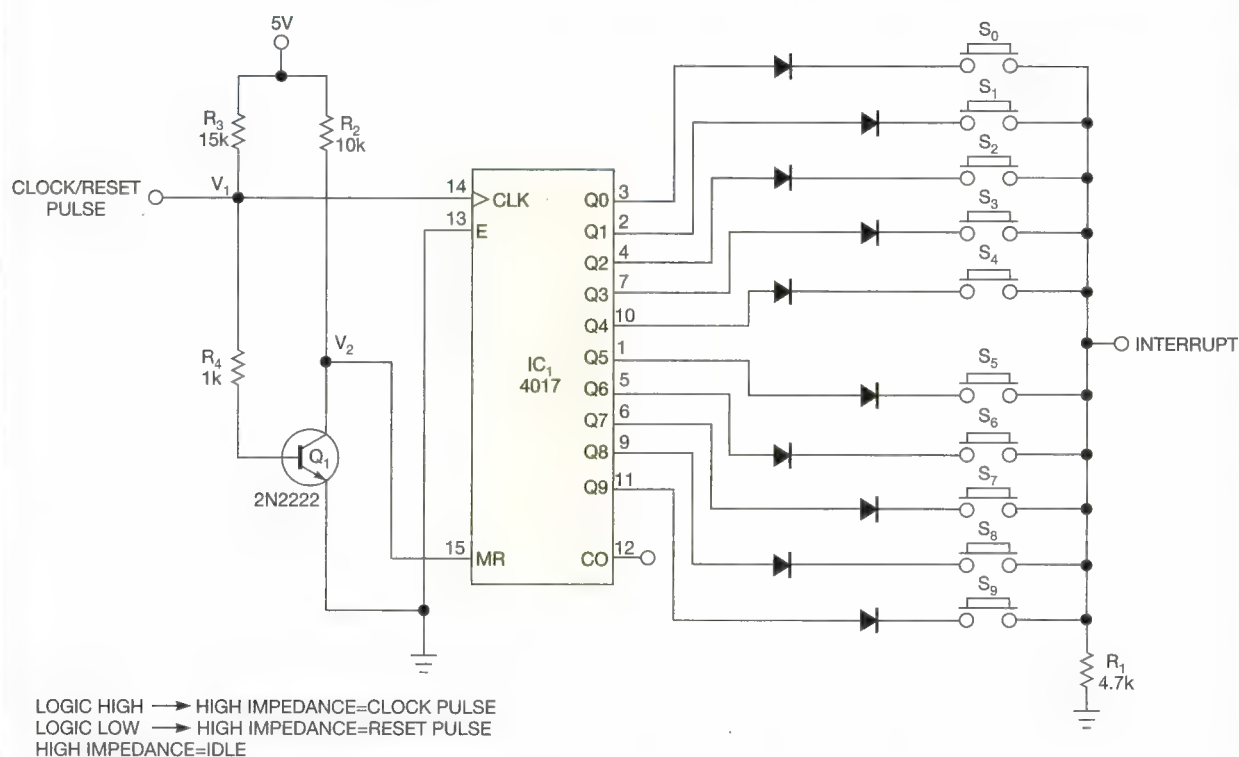 5V
R3
15k
R2
10k
CLOCK/RESET
PULSE
V1
14
CLK
13
E
R4
1k
V2
Q1
2N2222
15
MR
IC1
4017
Q0
3
Q1
2
Q2
4
Q3
7
Q4
10
Q5
1
Q6
5
Q7
6
Q8
9
Q9
11
CO
12
S0
S1
S2
S3
S4
INTERRUPT
S5
S6
S7
S8
S9
R1
4.7k
LOGIC HIGH → HIGH IMPEDANCE=CLOCK PULSE
LOGIC LOW → HIGH IMPEDANCE=RESET PULSE
HIGH IMPEDANCE=IDLE